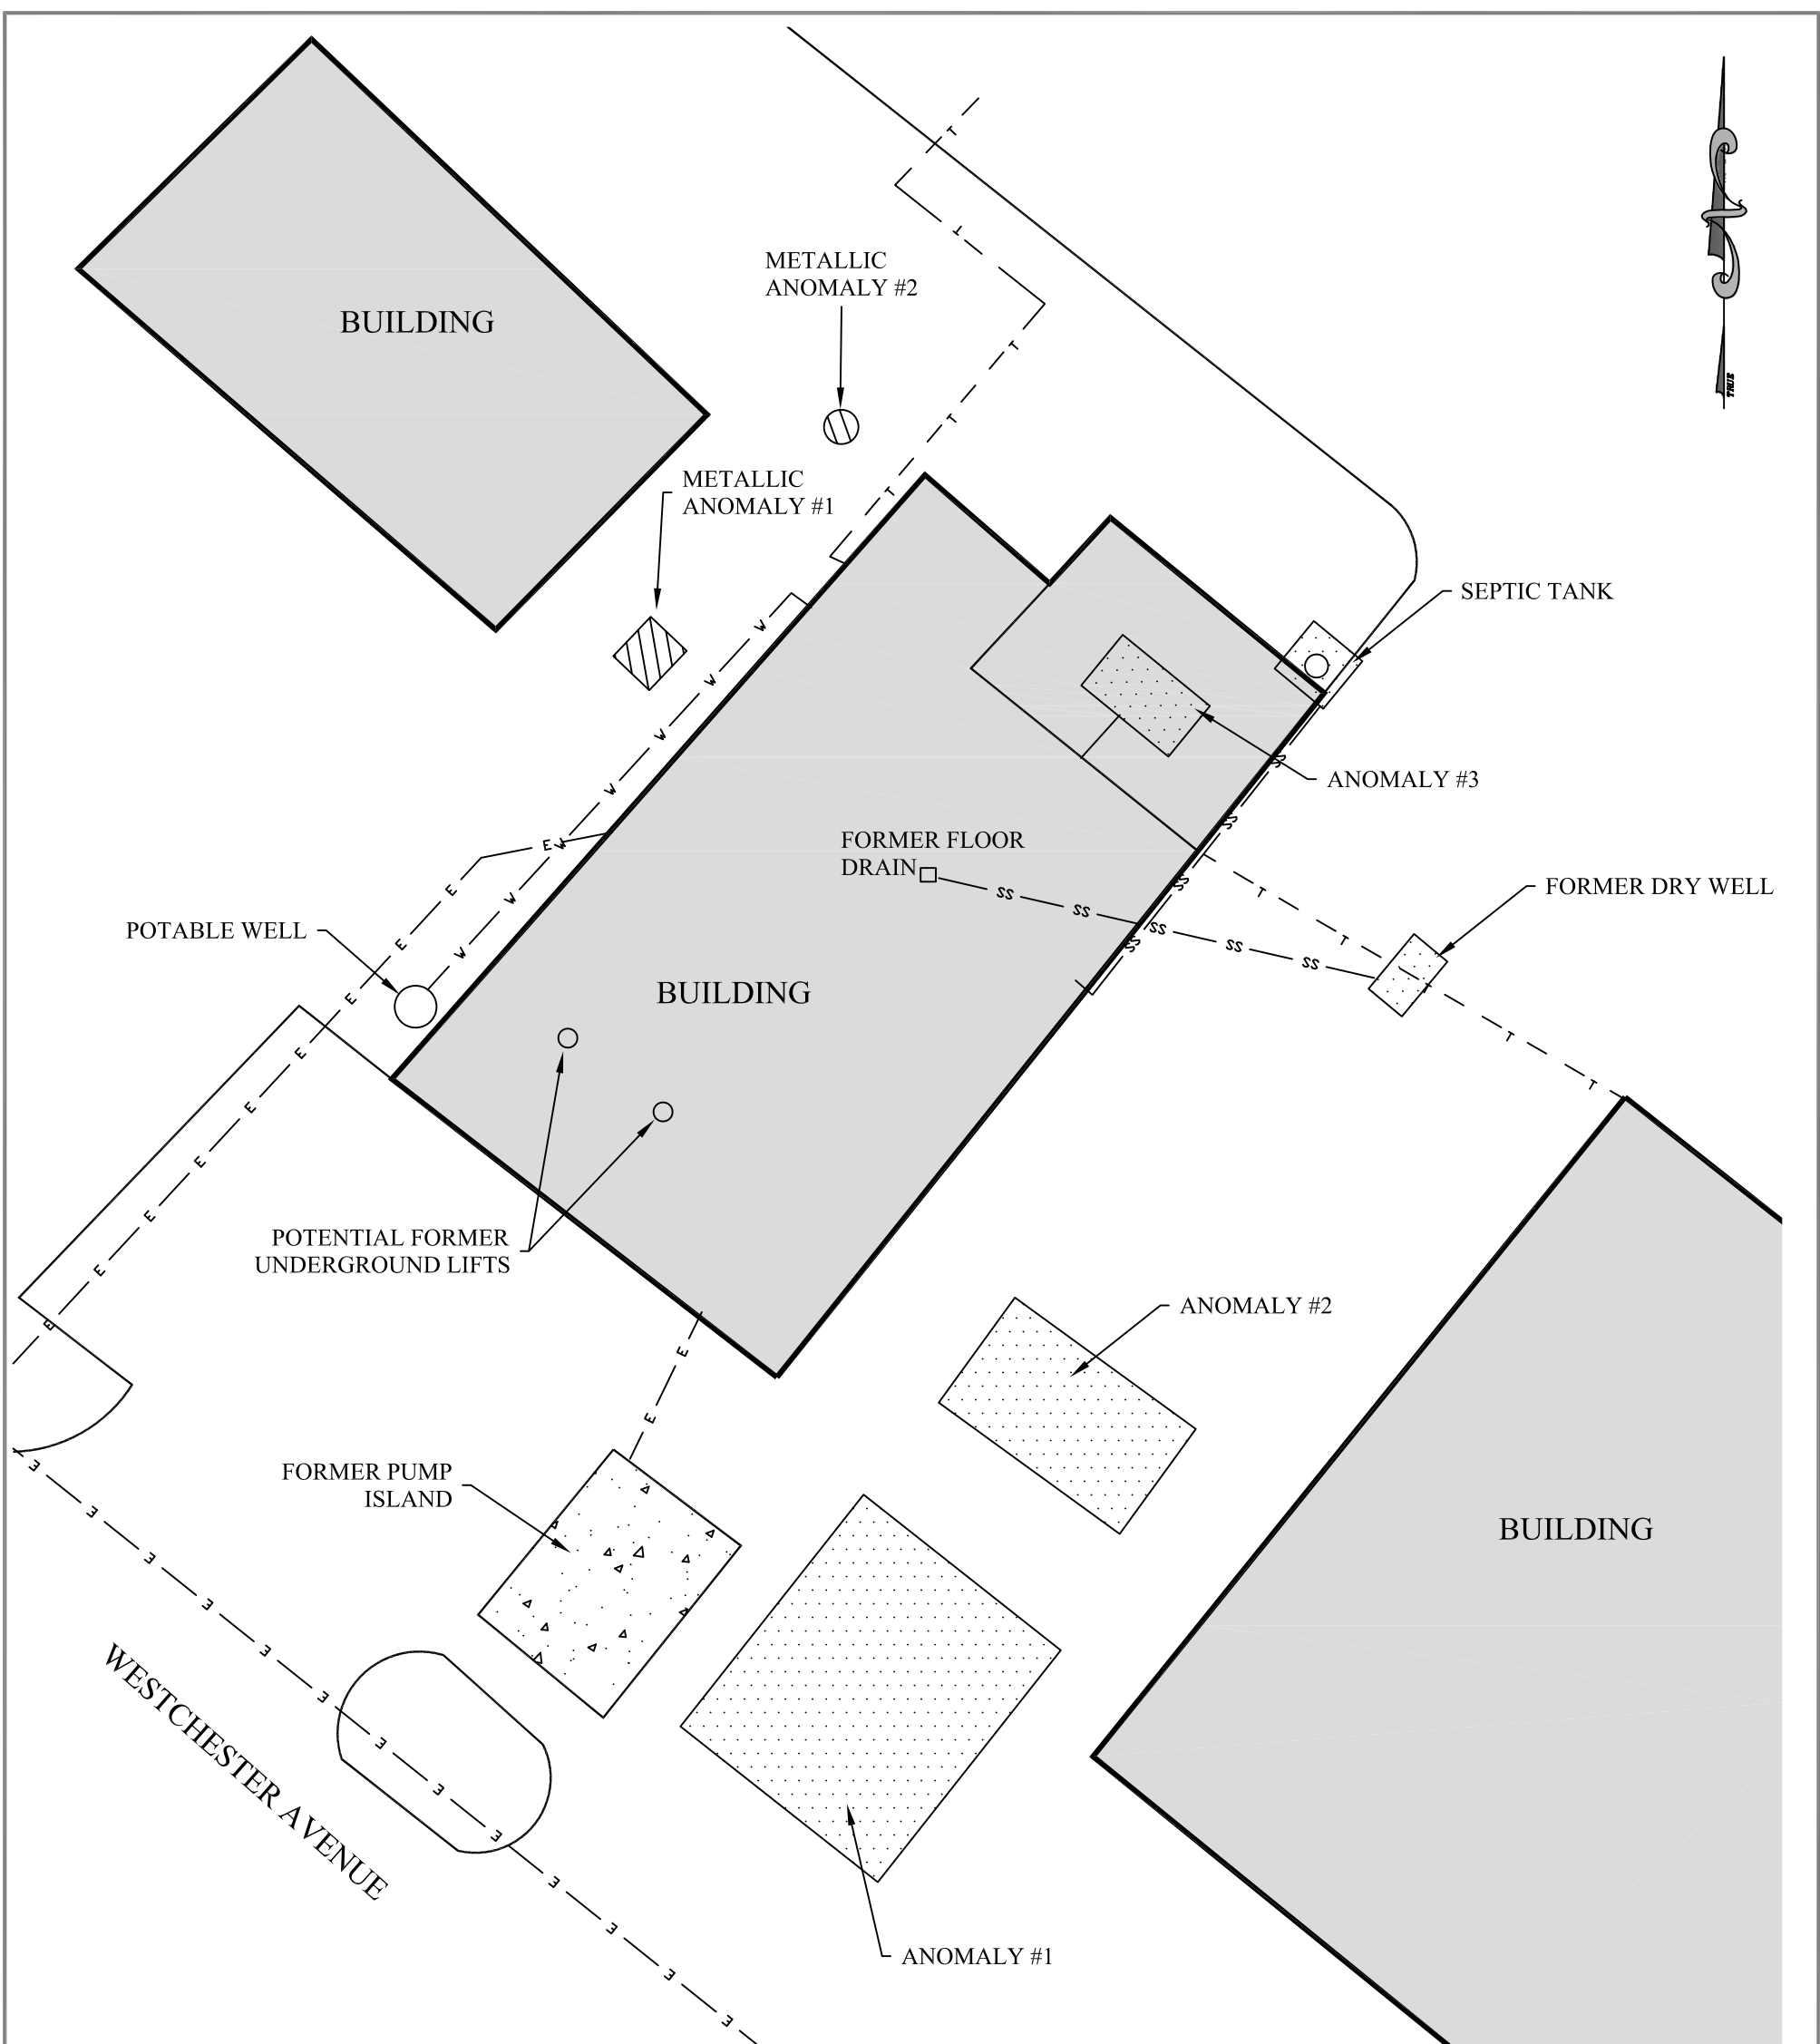 METALLIC
ANOMALY #2
TRUE
BUILDING
METALLIC
ANOMALY #1
SEPTIC TANK
ANOMALY #3
FORMER FLOOR
DRAIN
FORMER DRY WELL
POTABLE WELL
BUILDING
POTENTIAL FORMER
UNDERGROUND LIFTS
ANOMALY #2
FORMER PUMP
ISLAND
BUILDING
WESTCHESTER AVENUE
ANOMALY #1